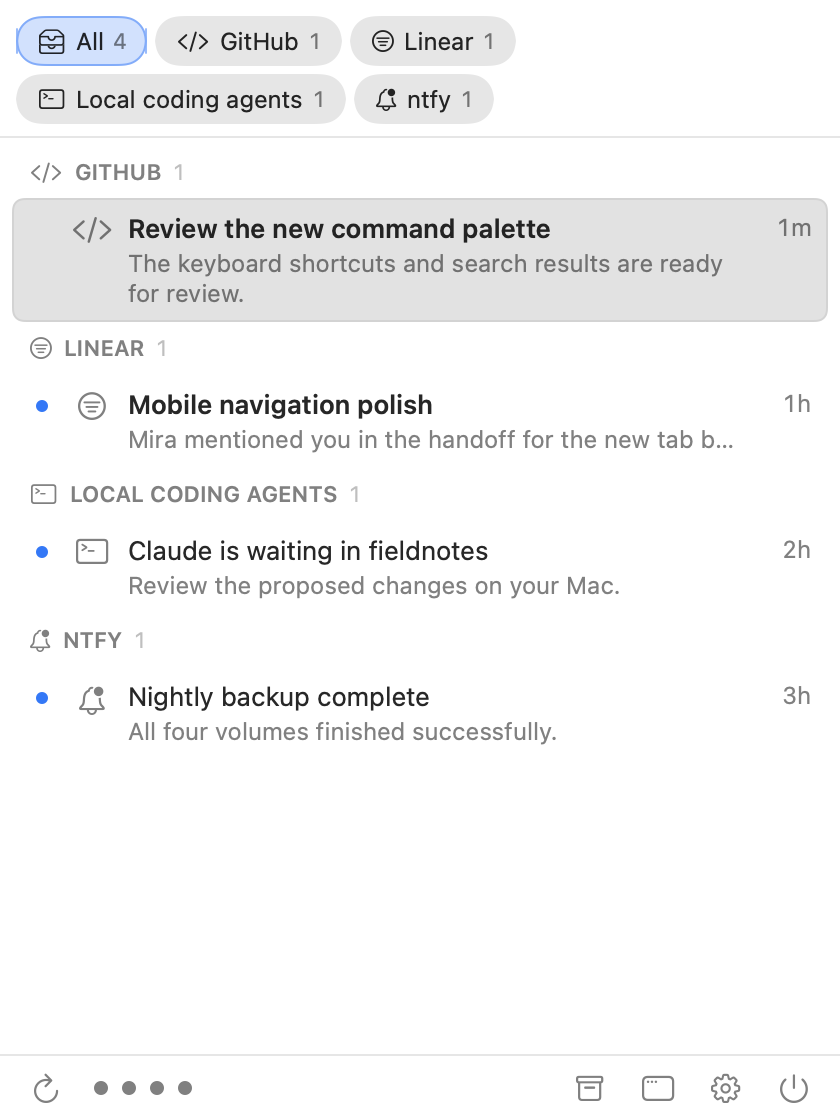 All 4
GitHub 1
Linear 1
Local coding agents 1
ntfy 1
GITHUB 1
Review the new command palette 1m
The keyboard shortcuts and search results are ready
for review.
LINEAR 1
Mobile navigation polish 1h
Mira mentioned you in the handoff for the new tab b...
LOCAL CODING AGENTS 1
Claude is waiting in fieldnotes 2h
Review the proposed changes on your Mac.
NTFY 1
Nightly backup complete 3h
All four volumes finished successfully.